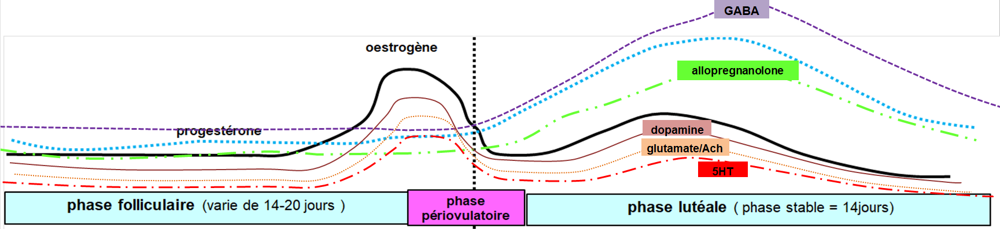 GABA
oestrogène
allopregnanolone
progestérone
dopamine
glutamate/Ach
5HT
phase folliculaire (varie de 14-20 jours )
phase
périovulatoire
phase lutéale ( phase stable = 14jours)